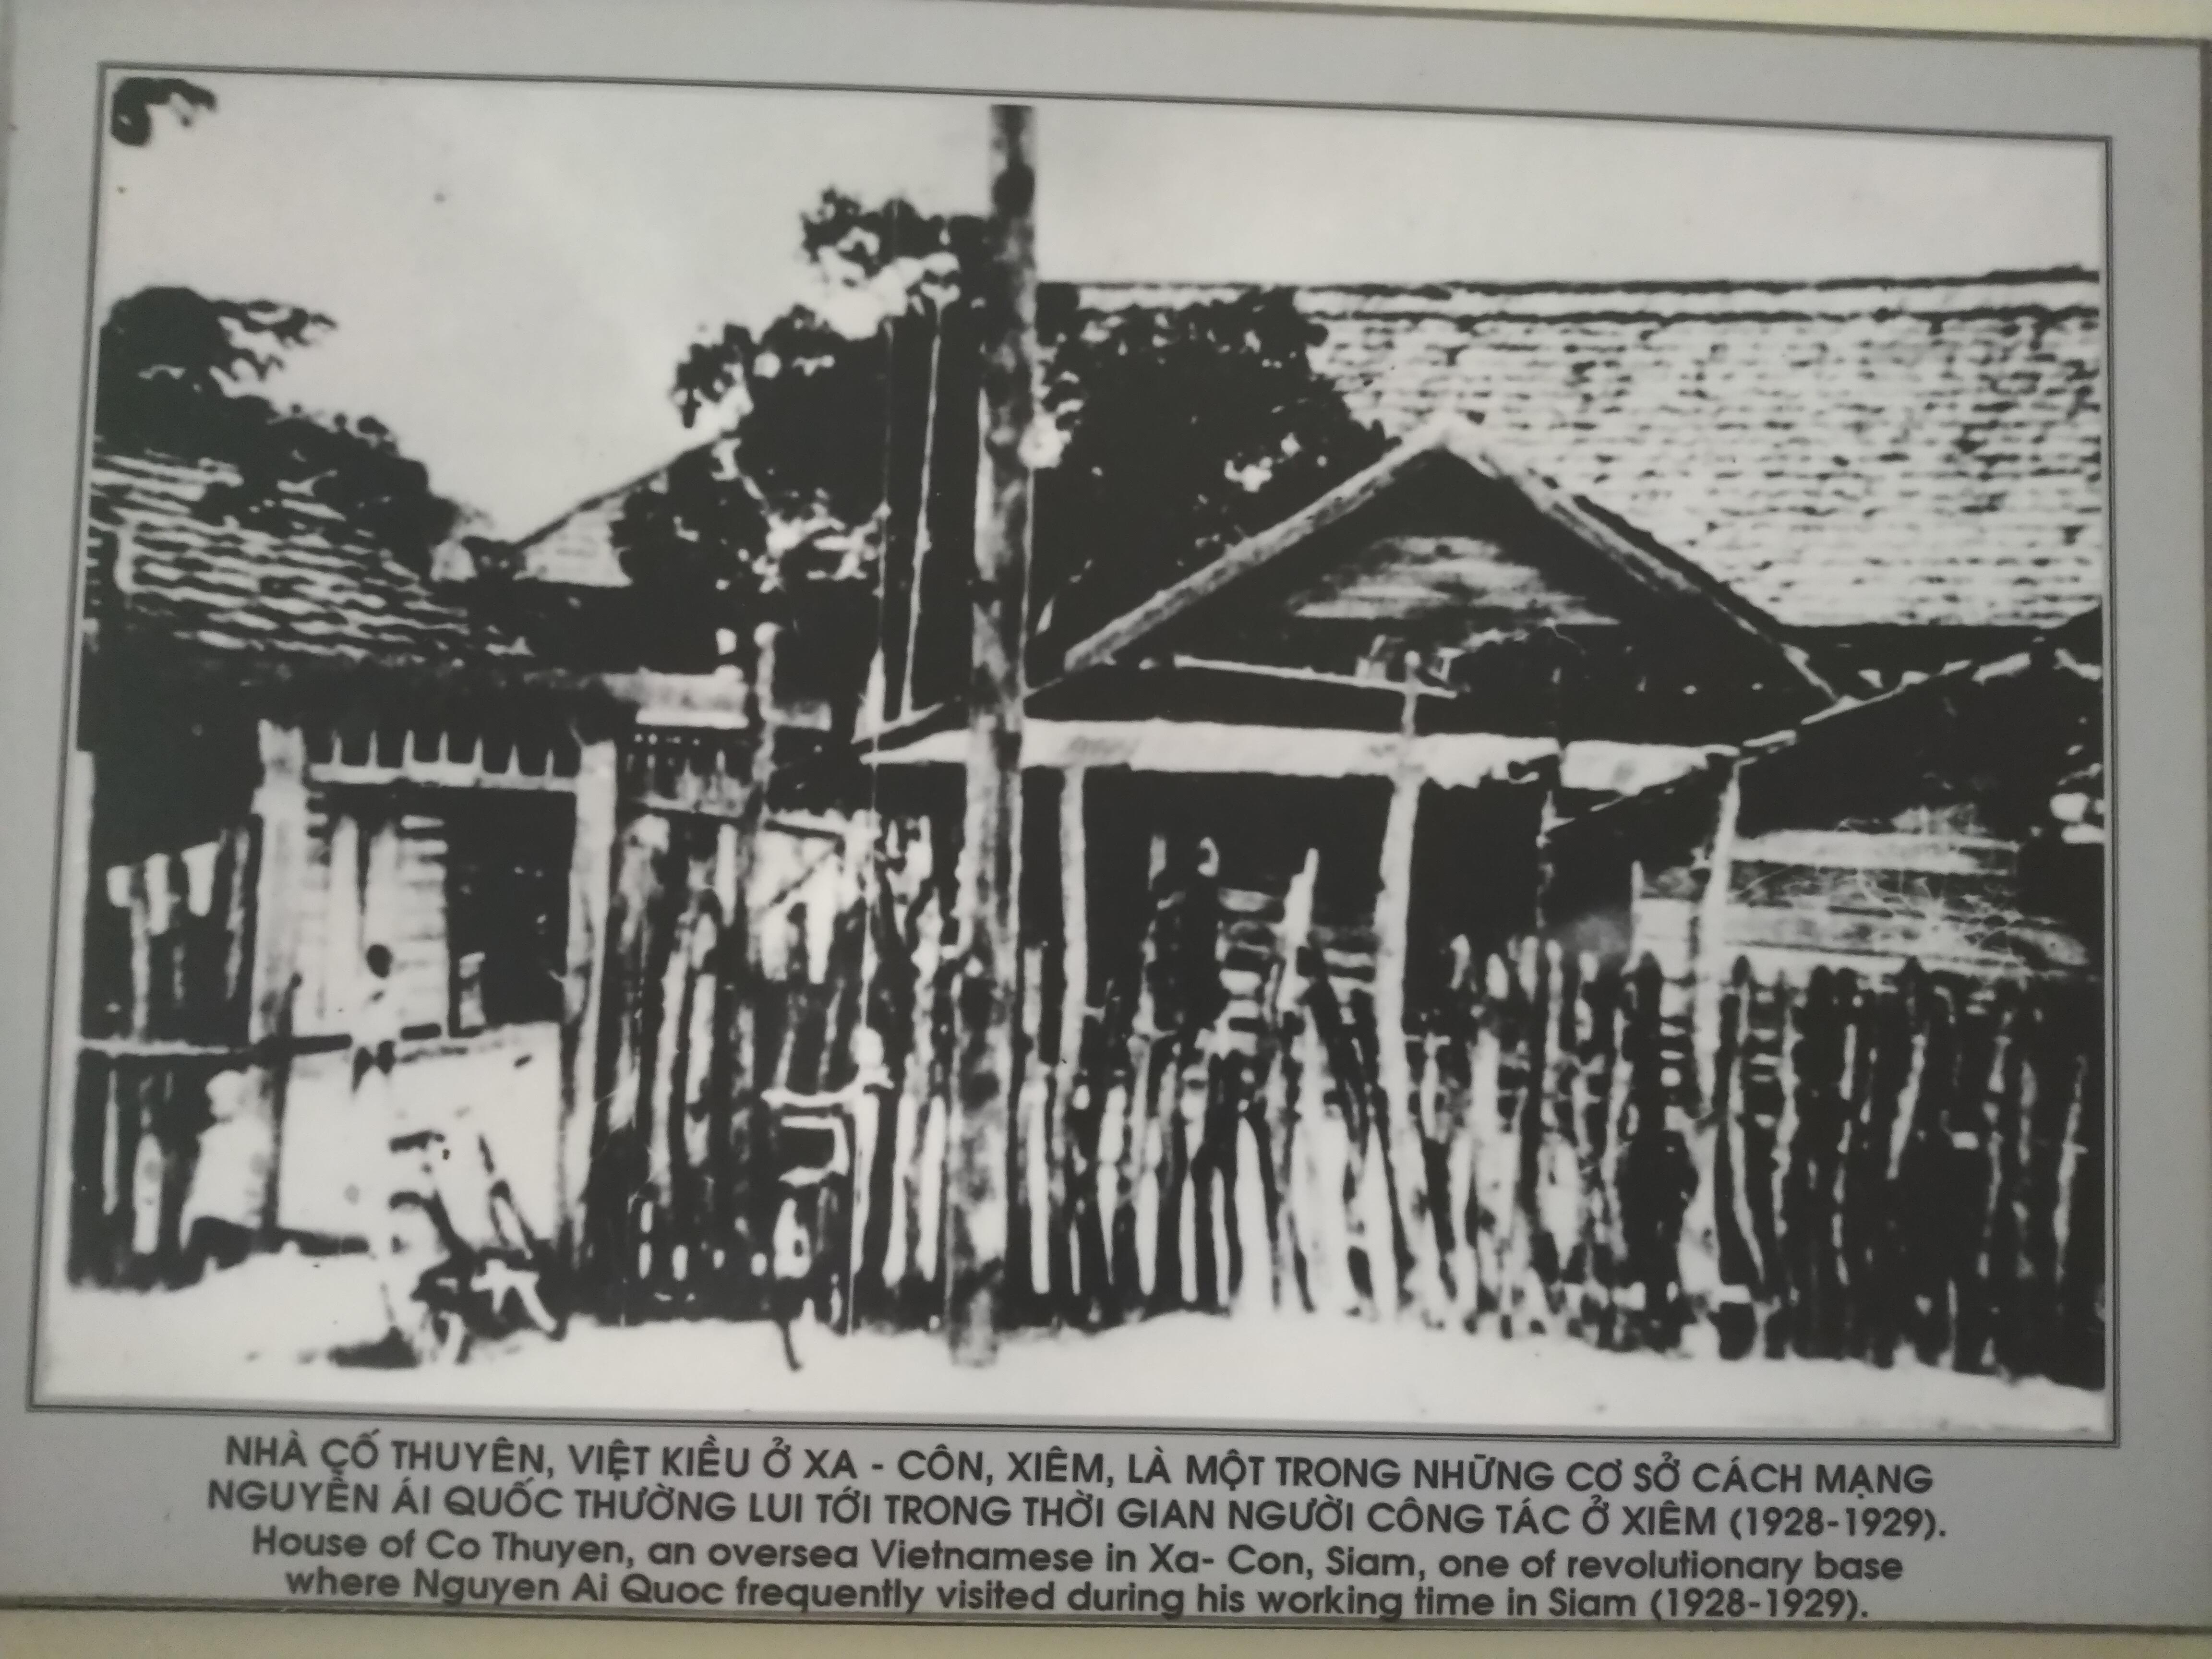 NHÀ CỐ THUYÊN, VIỆT KIỀU Ở XA - CÔN, XIÊM, LÀ MỘT TRONG NHỮNG CƠ SỞ CÁCH MẠNG
NGUYỄN ÁI QUỐC THƯỜNG LUI TỚI TRONG THỜI GIAN NGƯỜI CÔNG TÁC Ở XIÊM (1928-1929).
House of Co Thuyen, an oversea Vietnamese in Xa- Con, Siam, one of revolutionary base
where Nguyen Ai Quoc frequently visited during his working time in Siam (1928-1929).